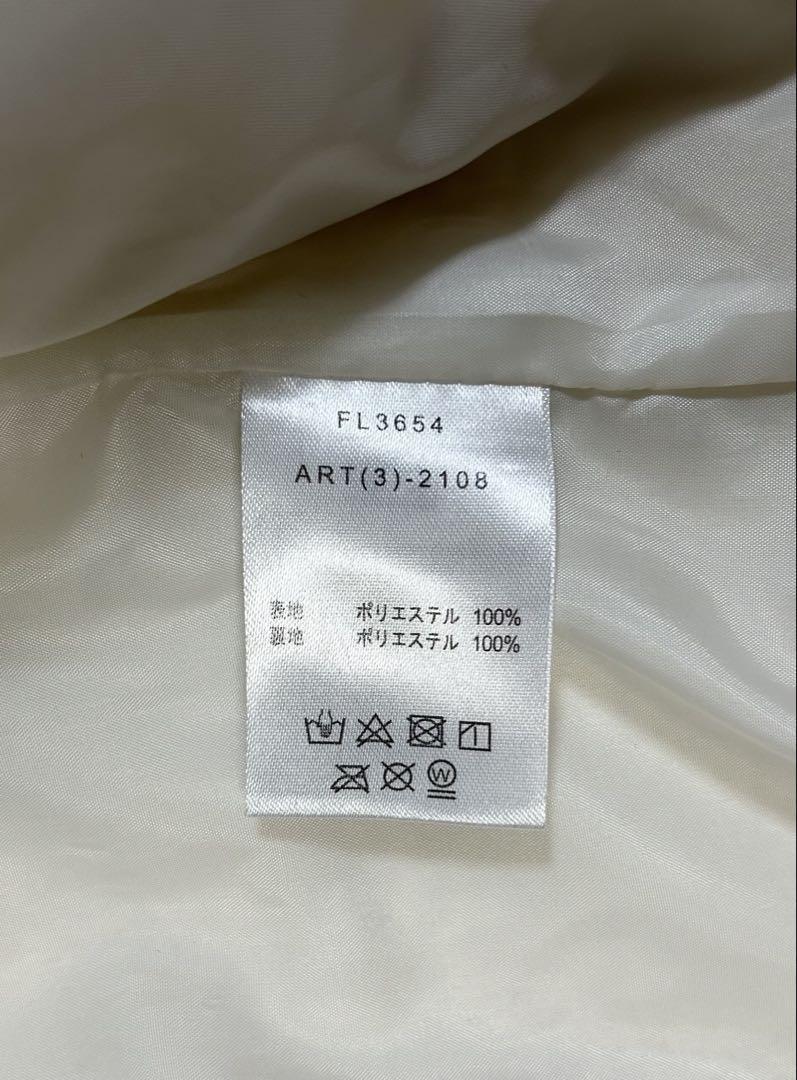 FL3654
ART(3)-2108
表地 ポリエステル 100%
裏地 ポリエステル 100%
W